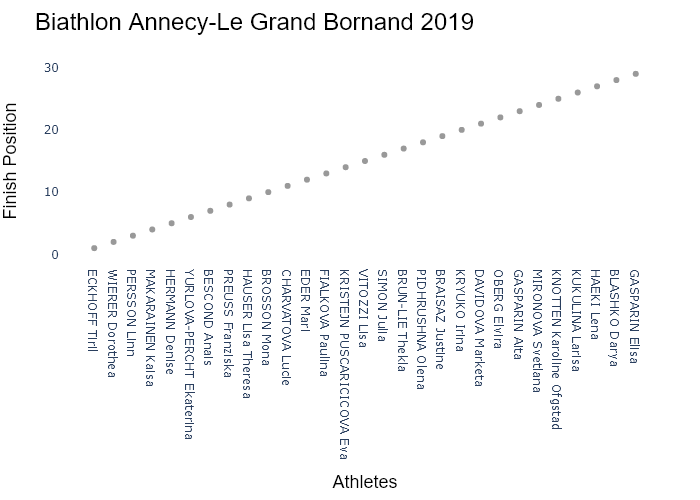 Biathlon Annecy-Le Grand Bornand 2019
Finish Position
30
20
10
0
ECKHOFF Tiril
WIERER Dorothea
PERSSON Linn
MAKARAINEN Kaisa
HERMANN Denise
YURLOVA-PERCHT Ekaterina
BESCOND Anais
PREUSS Franziska
HAUSER Lisa Theresa
BROSSON Mona
CHARVATOVA Lucie
EDER Mari
FIALKOVA Paulina
KRISTEJN PUSCARICICOVA Eva
VITOZZI Lisa
SIMON Julia
BRUN-LIE Thekla
PIDHRUSHNA Olena
BRAISAZ Justine
KRYUKO Irina
DAVIDOVA Marketa
OBERG Elvira
GASPARIN Aita
MIRONOVA Svetlana
KNOTTEN Karoline Ofgstad
KUKULINA Larisa
HAEKI Lena
BLASHKO Darya
GASPARIN Elisa
Athletes